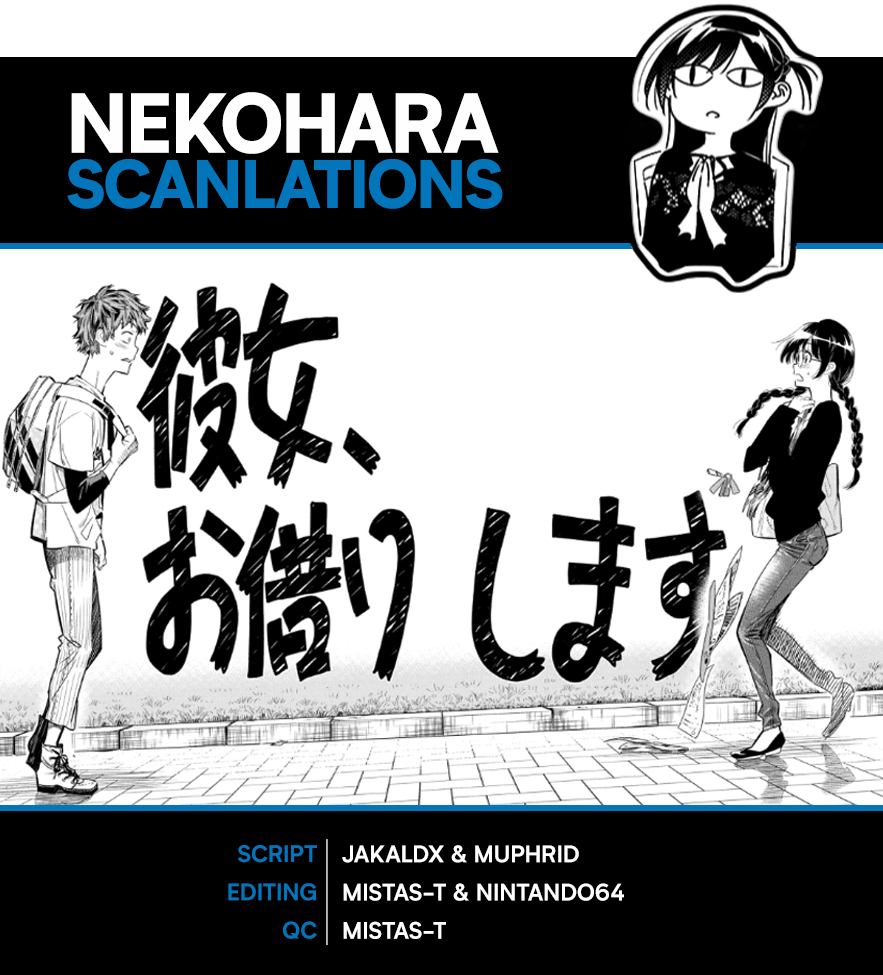 NEKOHARA
SCANLATIONS
彼女、
お借りします
SCRIPT JAKALDX & MUPHRID
EDITING MISTAS-T & NINTANDO64
QC MISTAS-T